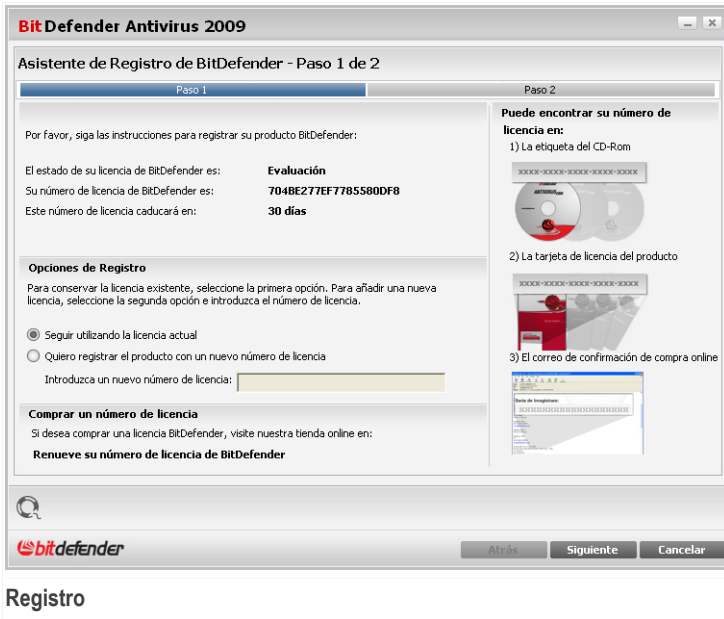 BitDefender Antivirus 2009
Asistente de Registro de BitDefender - Paso 1 de 2
Paso 1
Paso 2
Por favor, siga las instrucciones para registrar su producto BitDefender:
El estado de su licencia de BitDefender es: Evaluación
Su número de licencia de BitDefender es: 704BE277EF7785580DF8
Este número de licencia caducará en: 30 días
Opciones de Registro
Para conservar la licencia existente, seleccione la primera opción. Para añadir una nueva
licencia, seleccione la segunda opción e introduzca el número de licencia.
Seguir utilizando la licencia actual
Quiero registrar el producto con un nuevo número de licencia
Introduzca un nuevo número de licencia:
Comprar un número de licencia
Si desea comprar una licencia BitDefender, visite nuestra tienda online en:
Renueve su número de licencia de BitDefender
Puede encontrar su número de
licencia en:
1) La etiqueta del CD-Rom
XXXX-XXXX-XXXX-XXXX-XXXX
ANTIVIRUS
2) La tarjeta de licencia del producto
XXXX-XXXX-XXXX-XXXX-XXXX
3) El correo de confirmación de compra online
bitdefender
Atrás
Siguiente
Cancelar
Registro